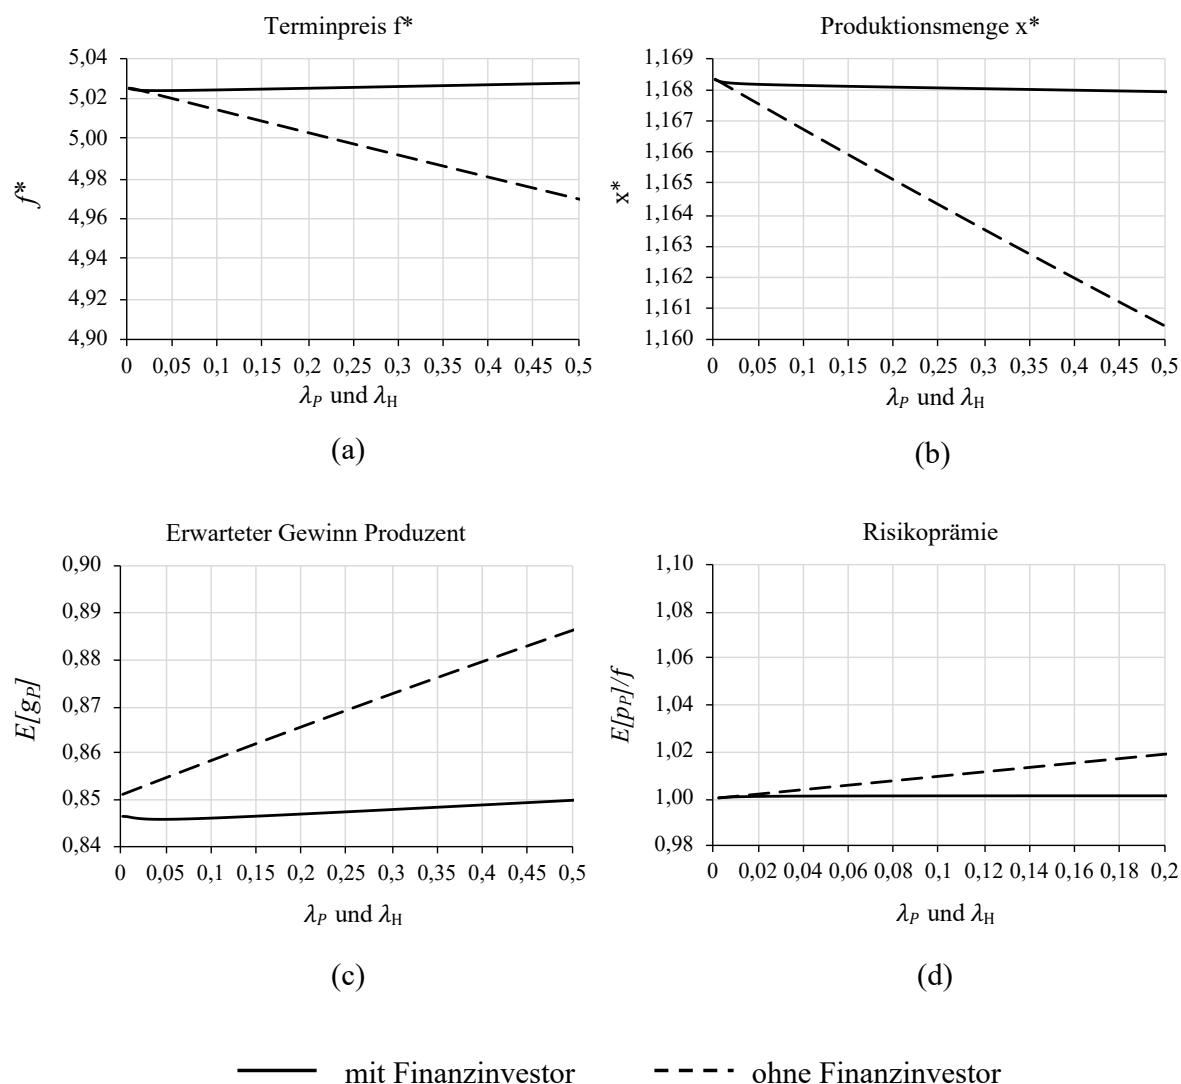 Terminpreis f*
5,04
5,02
5,00
4,98
4,96
4,94
4,92
4,90
f*
0 0,05 0,1 0,15 0,2 0,25 0,3 0,35 0,4 0,45 0,5
λP und λH
(a)
Produktionsmenge x*
1,169
1,168
1,167
1,166
1,165
1,164
1,163
1,162
1,161
1,160
x*
0 0,05 0,1 0,15 0,2 0,25 0,3 0,35 0,4 0,45 0,5
λP und λH
(b)
Erwarteter Gewinn Produzent
0,90
0,89
0,88
0,87
0,86
0,85
0,84
E[gP]
0 0,05 0,1 0,15 0,2 0,25 0,3 0,35 0,4 0,45 0,5
λP und λH
(c)
Risikoprämie
1,10
1,08
1,06
1,04
1,02
1,00
0,98
E[pP]/f
0 0,02 0,04 0,06 0,08 0,1 0,12 0,14 0,16 0,18 0,2
λP und λH
(d)
mit Finanzinvestor ohne Finanzinvestor